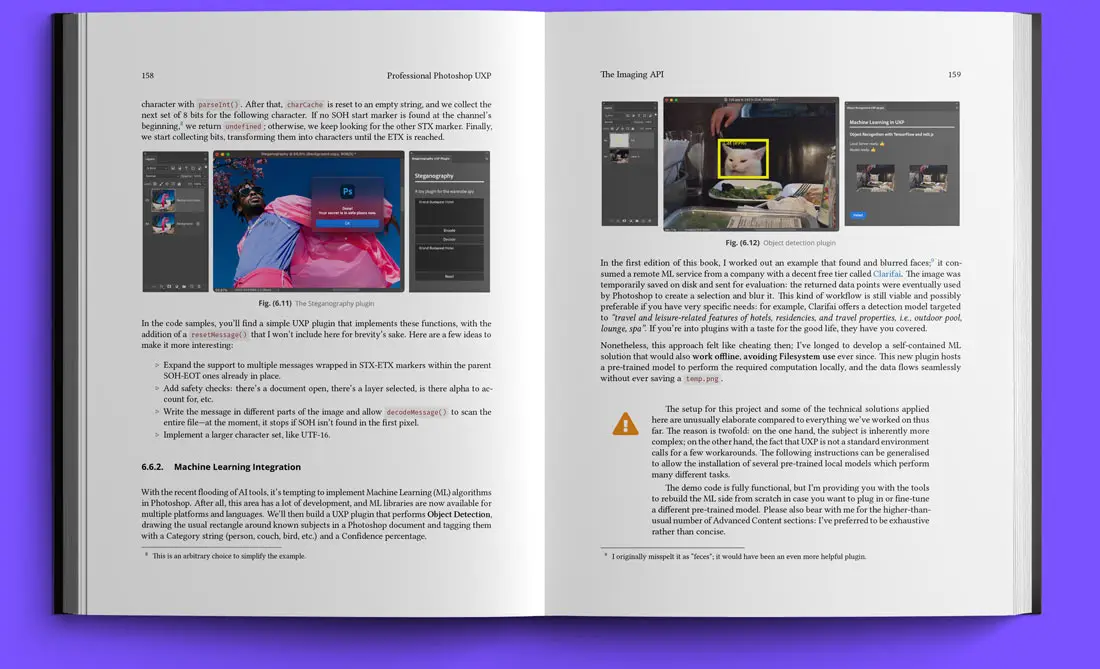 158
Professional Photoshop UXP
character with parseInt(). After that, charCache is reset to an empty string, and we collect the
next set of 8 bits for the following character. If no SOH start marker is found at the channel's
beginning,⁸ we return undefined; otherwise, we keep looking for the other STX marker. Finally,
we start collecting bits, transforming them into characters until the ETX is reached.
Ps
Done!
Your secret is in safe place now.
OK
Steganography UXP Plugin
Steganography
Grand Budapest Hotel
Encode
Decode
Grand Budapest Hotel
Reset
Fig. (6.11) The Steganography plugin
In the code samples, you'll find a simple UXP plugin that implements these functions, with the
addition of a resetMessage() that I won't include here for brevity's sake. Here are a few ideas to
make it more interesting:
> Expand the support to multiple messages wrapped in STX-ETX markers within the parent
SOH-EOT ones already in place.
> Add safety checks: there's a document open, there's a layer selected, is there alpha to ac-
count for, etc.
> Write the message in different parts of the image and allow decodeMessage() to scan the
entire file—at the moment, it stops if SOH isn't found in the first pixel.
> Implement a larger character set, like UTF-16.
6.6.2. Machine Learning Integration
With the recent flooding of AI tools, it's tempting to implement Machine Learning (ML) algorithms
in Photoshop. After all, this area has a lot of development, and ML libraries are now available for
multiple platforms and languages. We'll then build a UXP plugin that performs Object Detection,
drawing the usual rectangle around known subjects in a Photoshop document and tagging them
with a Category string (person, couch, bird, etc.) and a Confidence percentage.
⁸ This is an arbitrary choice to simplify the example.
The Imaging API
159
Machine Learning in UXP
Object Recognition with TensorFlow and ml5.js
Fig. (6.12) Object detection plugin
In the first edition of this book, I worked out an example that found and blurred faces;⁹ it con-
sumed a remote ML service from a company with a decent free tier called Clarifai. The image was
temporarily saved on disk and sent for evaluation: the returned data points were eventually used
by Photoshop to create a selection and blur it. This kind of workflow is still viable and possibly
preferable if you have very specific needs: for example, Clarifai offers a detection model targeted
to "travel and leisure-related features of hotels, residencies, and travel properties, i.e., outdoor pool,
lounge, spa". If you're into plugins with a taste for the good life, they have you covered.
Nonetheless, this approach felt like cheating then; I've longed to develop a self-contained ML
solution that would also work offline, avoiding Filesystem use ever since. This new plugin hosts
a pre-trained model to perform the required computation locally, and the data flows seamlessly
without ever saving a temp.png.
The setup for this project and some of the technical solutions applied
here are unusually elaborate compared to everything we've worked on thus
far. The reason is twofold: on the one hand, the subject is inherently more
complex; on the other hand, the fact that UXP is not a standard environment
calls for a few workarounds. The following instructions can be generalised
to allow the installation of several pre-trained local models which perform
many different tasks.
The demo code is fully functional, but I'm providing you with the tools
to rebuild the ML side from scratch in case you want to plug in or fine-tune
a different pre-trained model. Please also bear with me for the higher-than-
usual number of Advanced Content sections: I've preferred to be exhaustive
rather than concise.
I originally misspelt it as "feces"; it would have been an even more helpful plugin.